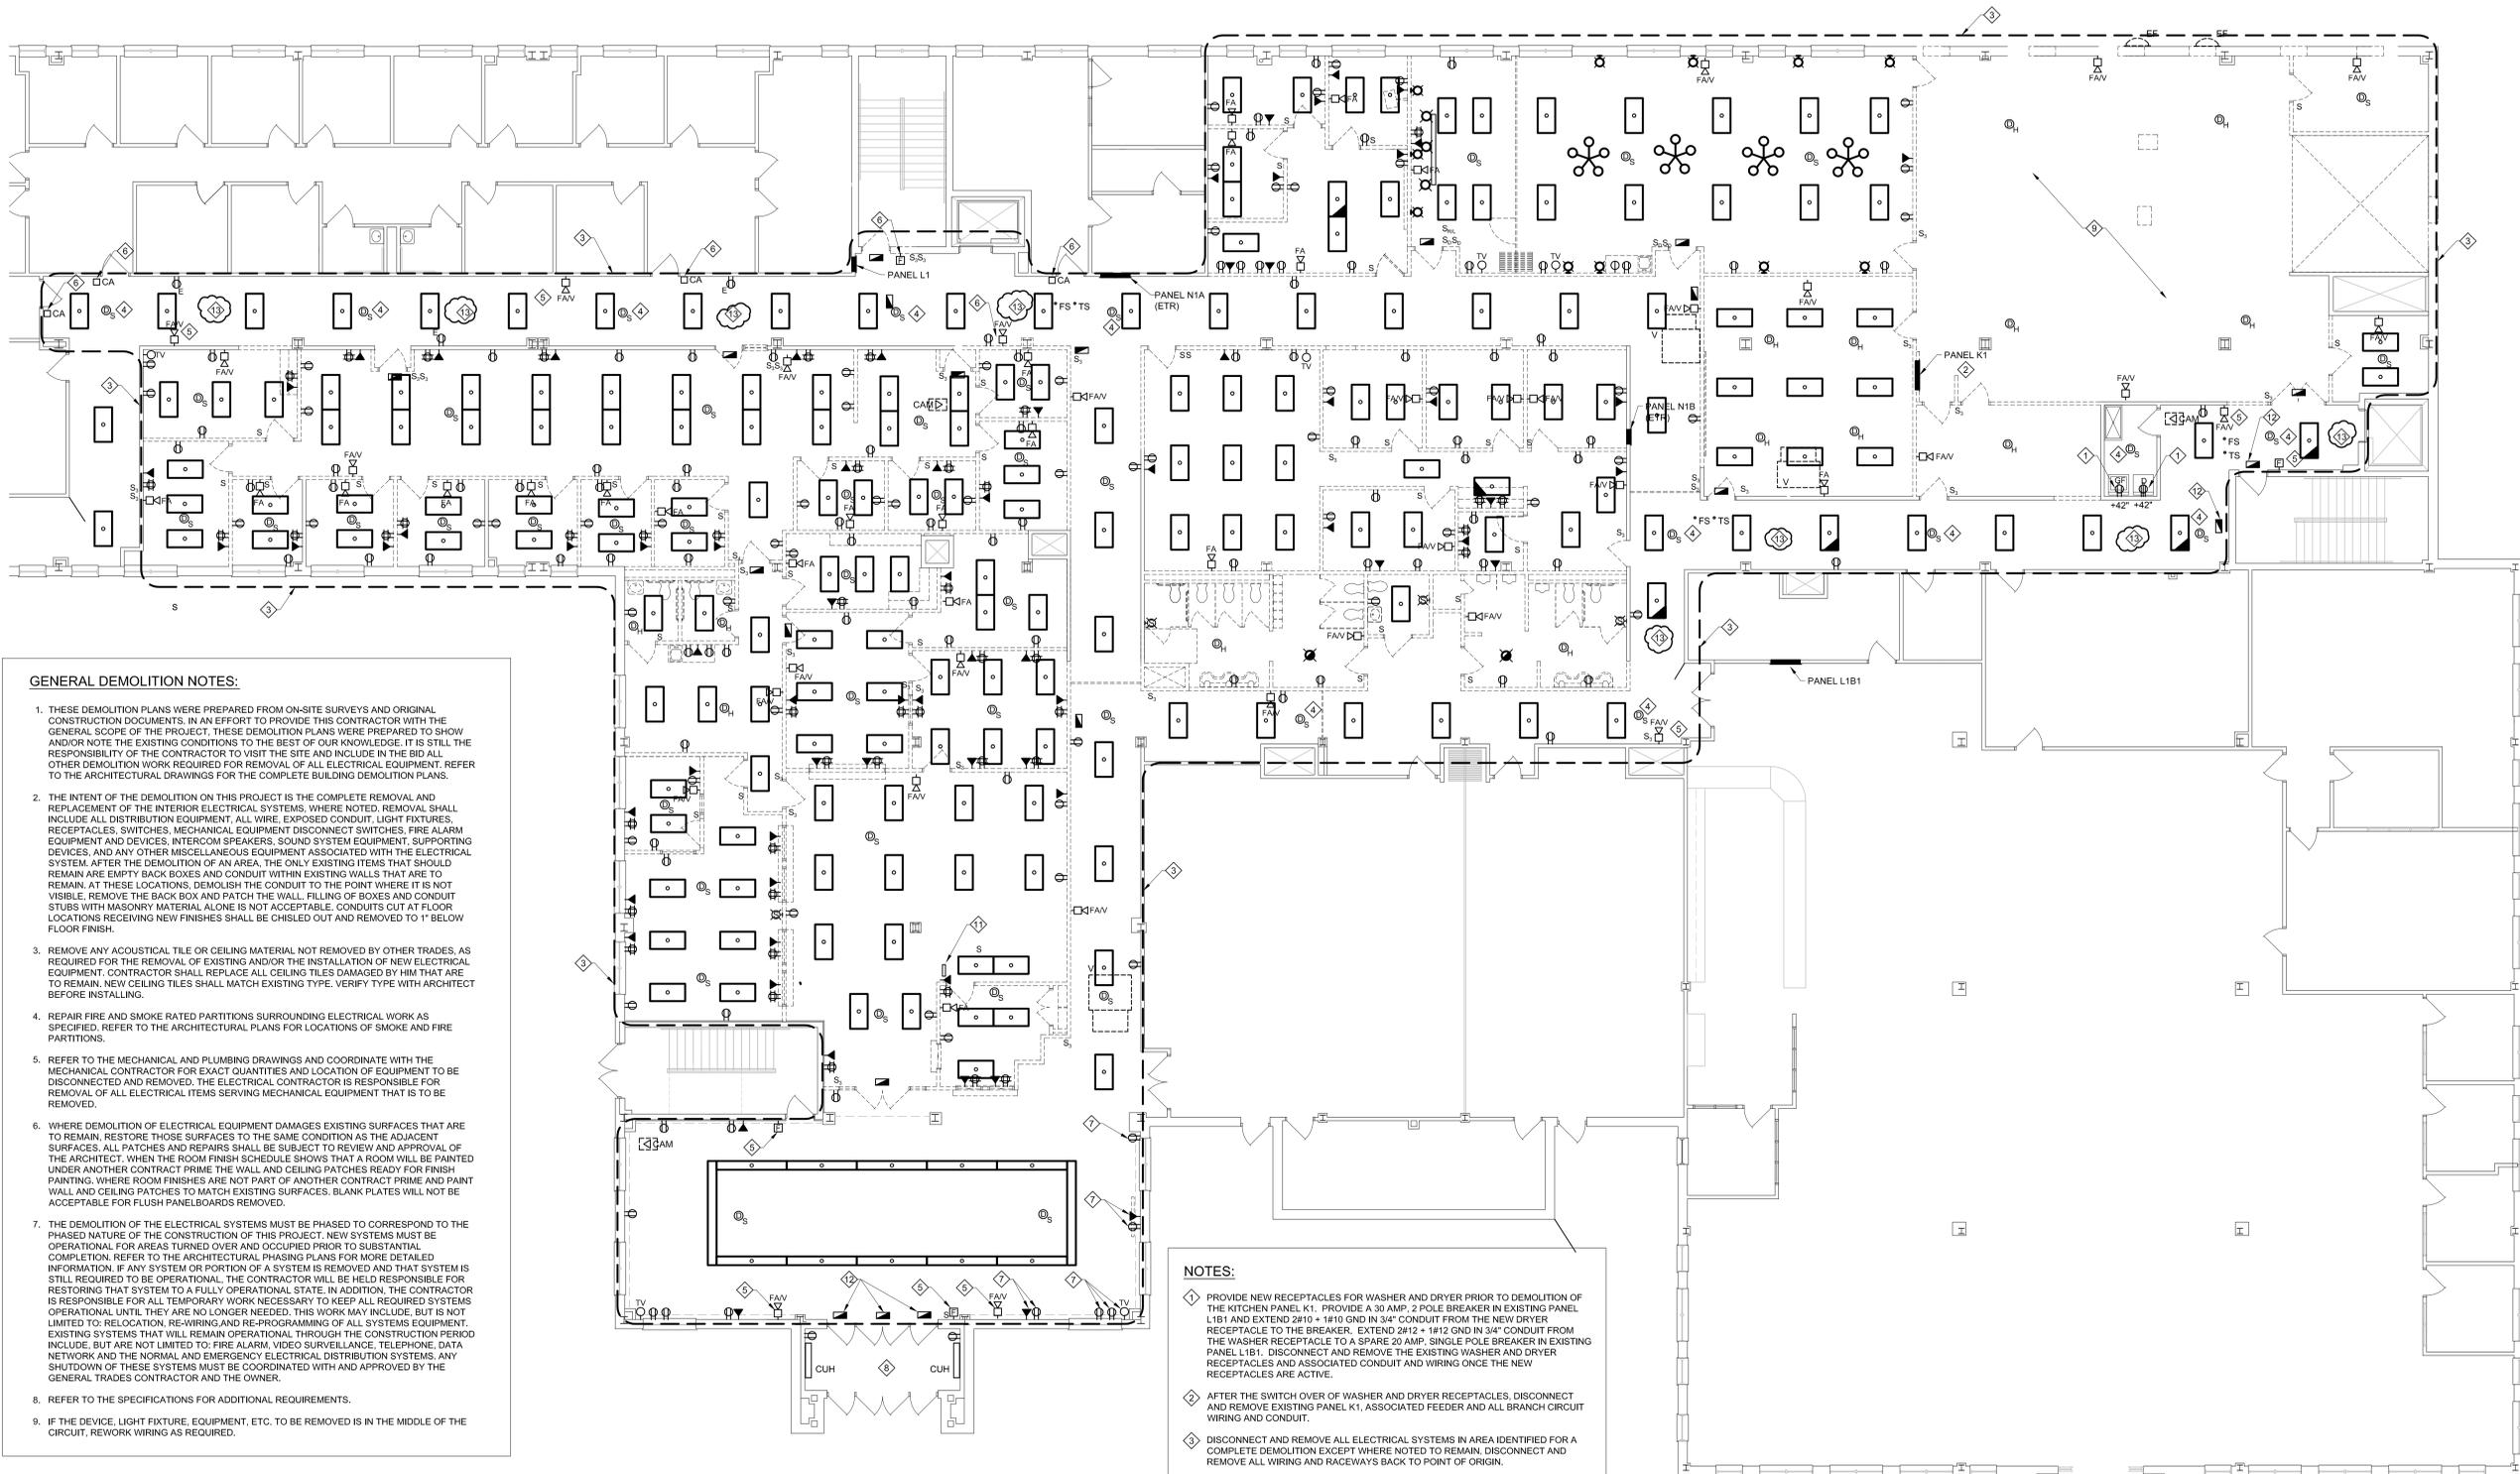 PANEL L1
PANEL N1A
(ETR)
PANEL K1
PANEL N1B
(ETR)
PANEL L1B1
GENERAL DEMOLITION NOTES:
1. THESE DEMOLITION PLANS WERE PREPARED FROM ON-SITE SURVEYS AND ORIGINAL
CONSTRUCTION DOCUMENTS, IN AN EFFORT TO PROVIDE THIS CONTRACTOR WITH THE
GENERAL SCOPE OF THE PROJECT, THESE DEMOLITION PLANS WERE PREPARED TO SHOW
AND/OR NOTE THE EXISTING CONDITIONS TO THE BEST OF OUR KNOWLEDGE. IT IS STILL THE
RESPONSIBILITY OF THE CONTRACTOR TO VISIT THE SITE AND INCLUDE IN THE BID ALL
OTHER DEMOLITION WORK REQUIRED FOR REMOVAL OF ALL ELECTRICAL EQUIPMENT. REFER
TO THE ARCHITECTURAL DRAWINGS FOR THE COMPLETE BUILDING DEMOLITION PLANS.
2. THE INTENT OF THE DEMOLITION ON THIS PROJECT IS THE COMPLETE REMOVAL AND
REPLACEMENT OF THE INTERIOR ELECTRICAL SYSTEMS, WHERE NOTED. REMOVAL SHALL
INCLUDE ALL DISTRIBUTION EQUIPMENT, ALL WIRE, EXPOSED CONDUIT, LIGHT FIXTURES,
RECEPTACLES, SWITCHES, MECHANICAL EQUIPMENT DISCONNECT SWITCHES, FIRE ALARM
EQUIPMENT AND DEVICES, INTERCOM SPEAKERS, SOUND SYSTEM EQUIPMENT, SUPPORTING
DEVICES, AND ANY OTHER MISCELLANEOUS EQUIPMENT ASSOCIATED WITH THE ELECTRICAL
SYSTEM. AFTER THE DEMOLITION OF AN AREA, THE ONLY EXISTING ITEMS THAT SHOULD
REMAIN ARE EMPTY BACK BOXES AND CONDUIT WITHIN EXISTING WALLS THAT ARE TO
REMAIN. AT THESE LOCATIONS, DEMOLISH THE CONDUIT TO THE POINT WHERE IT IS NOT
VISIBLE, REMOVE THE BACK BOX AND PATCH THE WALL. FILLING OF BOXES AND CONDUIT
STUBS WITH MASONRY MATERIAL ALONE IS NOT ACCEPTABLE. CONDUITS CUT AT FLOOR
LOCATIONS RECEIVING NEW FINISHES SHALL BE CHISLED OUT AND REMOVED TO 1" BELOW
FLOOR FINISH.
3. REMOVE ANY ACOUSTICAL TILE OR CEILING MATERIAL NOT REMOVED BY OTHER TRADES, AS
REQUIRED FOR THE REMOVAL OF EXISTING AND/OR THE INSTALLATION OF NEW ELECTRICAL
EQUIPMENT. CONTRACTOR SHALL REPLACE ALL CEILING TILES DAMAGED BY HIM THAT ARE
TO REMAIN. NEW CEILING TILES SHALL MATCH EXISTING TYPE. VERIFY TYPE WITH ARCHITECT
BEFORE INSTALLING.
4. REPAIR FIRE AND SMOKE RATED PARTITIONS SURROUNDING ELECTRICAL WORK AS
SPECIFIED. REFER TO THE ARCHITECTURAL PLANS FOR LOCATIONS OF SMOKE AND FIRE
PARTITIONS.
5. REFER TO THE MECHANICAL AND PLUMBING DRAWINGS AND COORDINATE WITH THE
MECHANICAL CONTRACTOR FOR EXACT QUANTITIES AND LOCATION OF EQUIPMENT TO BE
DISCONNECTED AND REMOVED. THE ELECTRICAL CONTRACTOR IS RESPONSIBLE FOR
REMOVAL OF ALL ELECTRICAL ITEMS SERVING MECHANICAL EQUIPMENT THAT IS TO BE
REMOVED.
6. WHERE DEMOLITION OF ELECTRICAL EQUIPMENT DAMAGES EXISTING SURFACES THAT ARE
TO REMAIN, RESTORE THOSE SURFACES TO THE SAME CONDITION AS THE ADJACENT
SURFACES. ALL PATCHES AND REPAIRS SHALL BE SUBJECT TO REVIEW AND APPROVAL OF
THE ARCHITECT. WHEN THE ROOM FINISH SCHEDULE SHOWS THAT A ROOM WILL BE PAINTED
UNDER ANOTHER CONTRACT PRIME THE WALL AND CEILING PATCHES READY FOR FINISH
PAINTING. WHERE ROOM FINISHES ARE NOT PART OF ANOTHER CONTRACT PRIME AND PAINT
WALL AND CEILING PATCHES TO MATCH EXISTING SURFACES. BLANK PLATES WILL NOT BE
ACCEPTABLE FOR FLUSH PANELBOARDS REMOVED.
7. THE DEMOLITION OF THE ELECTRICAL SYSTEMS MUST BE PHASED TO CORRESPOND TO THE
PHASED NATURE OF THE CONSTRUCTION OF THIS PROJECT. NEW SYSTEMS MUST BE
OPERATIONAL FOR AREAS TURNED OVER AND OCCUPIED PRIOR TO SUBSTANTIAL
COMPLETION. REFER TO THE ARCHITECTURAL PHASING PLANS FOR MORE DETAILED
INFORMATION. IF ANY SYSTEM OR PORTION OF A SYSTEM IS REMOVED AND THAT SYSTEM IS
STILL REQUIRED TO BE OPERATIONAL, THE CONTRACTOR WILL BE HELD RESPONSIBLE FOR
RESTORING THAT SYSTEM TO A FULLY OPERATIONAL STATE. IN ADDITION, THE CONTRACTOR
IS RESPONSIBLE FOR ALL TEMPORARY WORK NECESSARY TO KEEP ALL REQUIRED SYSTEMS
OPERATIONAL UNTIL THEY ARE NO LONGER NEEDED. THIS WORK MAY INCLUDE, BUT IS NOT
LIMITED TO: RELOCATION, RE-WIRING,AND RE-PROGRAMMING OF ALL SYSTEMS EQUIPMENT.
EXISTING SYSTEMS THAT WILL REMAIN OPERATIONAL THROUGH THE CONSTRUCTION PERIOD
INCLUDE, BUT ARE NOT LIMITED TO: FIRE ALARM, VIDEO SURVEILLANCE, TELEPHONE, DATA
NETWORK AND THE NORMAL AND EMERGENCY ELECTRICAL DISTRIBUTION SYSTEMS. ANY
SHUTDOWN OF THESE SYSTEMS MUST BE COORDINATED WITH AND APPROVED BY THE
GENERAL TRADES CONTRACTOR AND THE OWNER.
8. REFER TO THE SPECIFICATIONS FOR ADDITIONAL REQUIREMENTS.
9. IF THE DEVICE, LIGHT FIXTURE, EQUIPMENT, ETC. TO BE REMOVED IS IN THE MIDDLE OF THE
CIRCUIT, REWORK WIRING AS REQUIRED.
CUH
8
CUH
NOTES:
1 PROVIDE NEW RECEPTACLES FOR WASHER AND DRYER PRIOR TO DEMOLITION OF
THE KITCHEN PANEL K1. PROVIDE A 30 AMP, 2 POLE BREAKER IN EXISTING PANEL
L1B1 AND EXTEND 2#10 + 1#10 GND IN 3/4" CONDUIT FROM THE NEW DRYER
RECEPTACLE TO THE BREAKER. EXTEND 2#12 + 1#12 GND IN 3/4" CONDUIT FROM
THE WASHER RECEPTACLE TO A SPARE 20 AMP, SINGLE POLE BREAKER IN EXISTING
PANEL L1B1. DISCONNECT AND REMOVE THE EXISTING WASHER AND DRYER
RECEPTACLES AND ASSOCIATED CONDUIT AND WIRING ONCE THE NEW
RECEPTACLES ARE ACTIVE.
2 AFTER THE SWITCH OVER OF WASHER AND DRYER RECEPTACLES, DISCONNECT
AND REMOVE EXISTING PANEL K1, ASSOCIATED FEEDER AND ALL BRANCH CIRCUIT
WIRING AND CONDUIT.
3 DISCONNECT AND REMOVE ALL ELECTRICAL SYSTEMS IN AREA IDENTIFIED FOR A
COMPLETE DEMOLITION EXCEPT WHERE NOTED TO REMAIN. DISCONNECT AND
REMOVE ALL WIRING AND RACEWAYS BACK TO POINT OF ORIGIN.